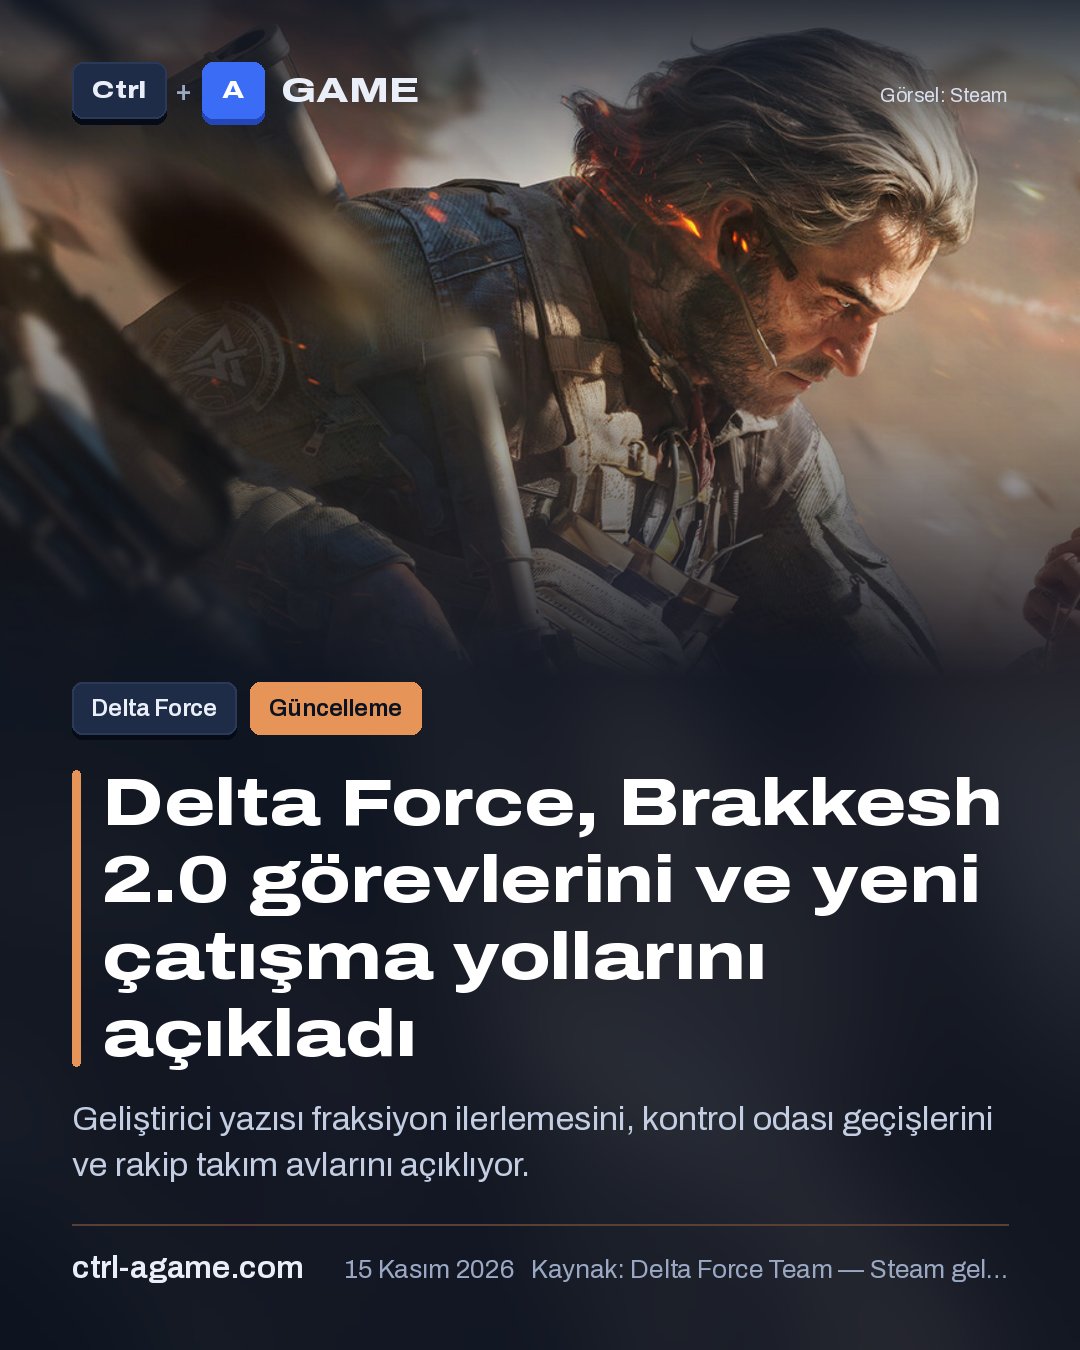 Ctrl + A GAME
Görsel: Steam
Delta Force
Güncelleme
Delta Force, Brakkesh
2.0 görevlerini ve yeni
çatışma yollarını
açıkladı
Geliştirici yazısı fraksiyon ilerlemesini, kontrol odası geçişlerini
ve rakip takım avlarını açıklıyor.
ctrl-agame.com
15 Kasım 2026 Kaynak: Delta Force Team — Steam gel...